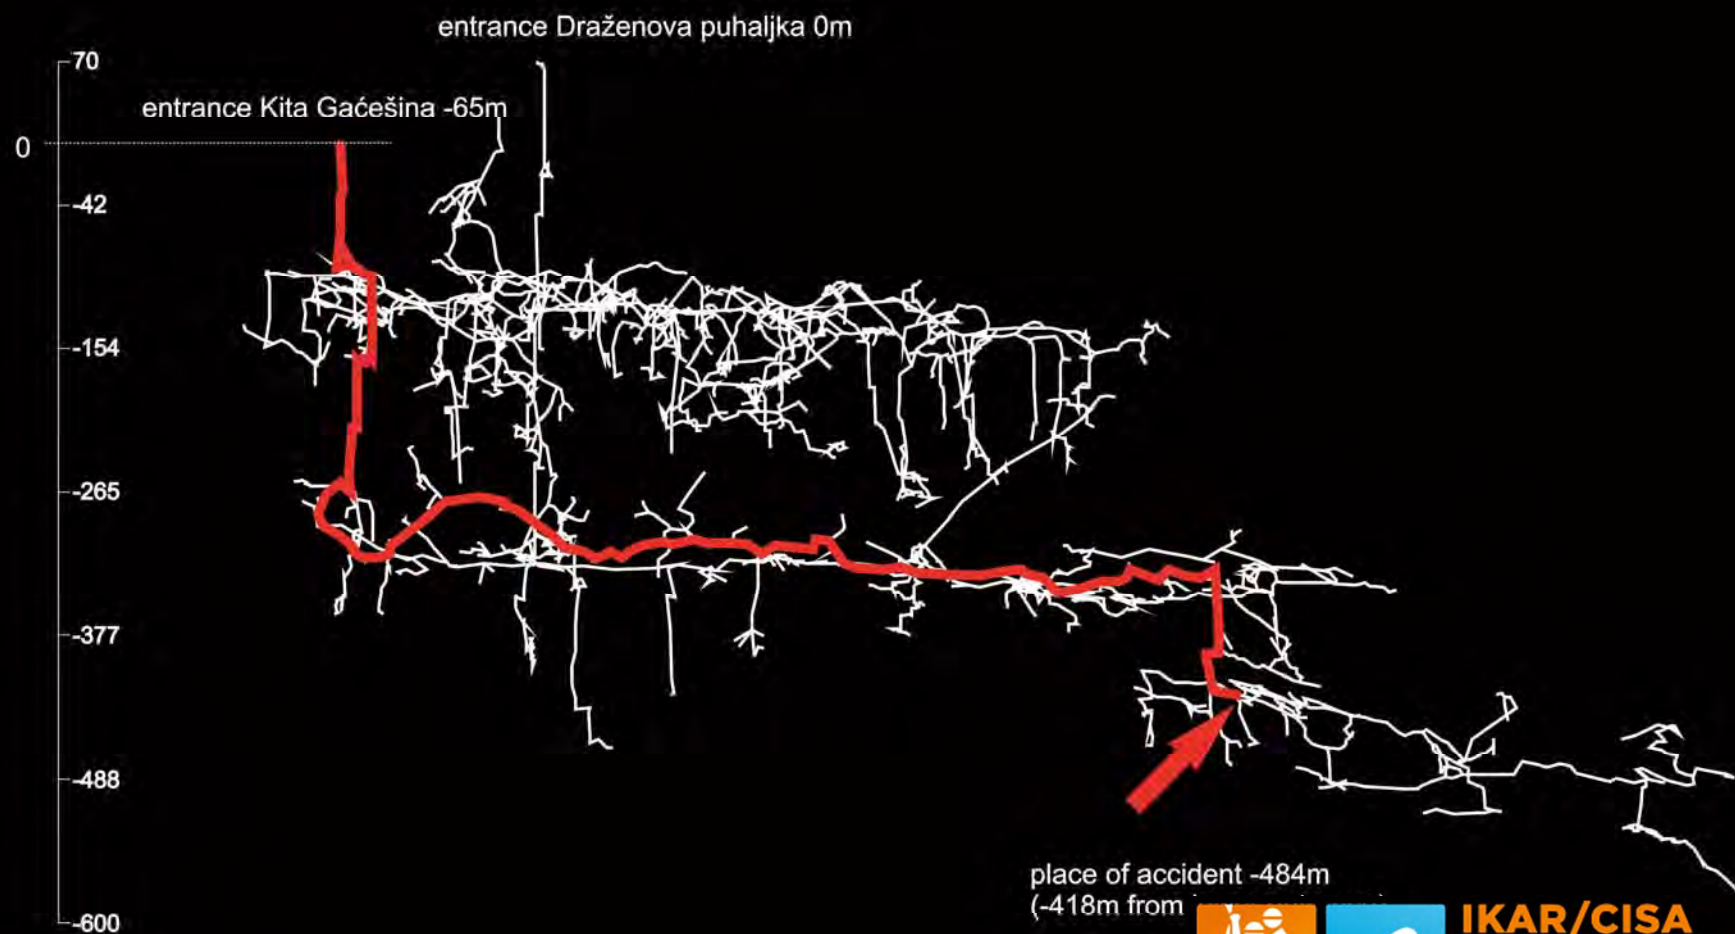 entrance Draženova puhaljka 0m
70
entrance Kita Gaćešina -65m
0
-42
-154
-265
-377
-488
place of accident -484m
(-418m from
-600
IKAR/CISA